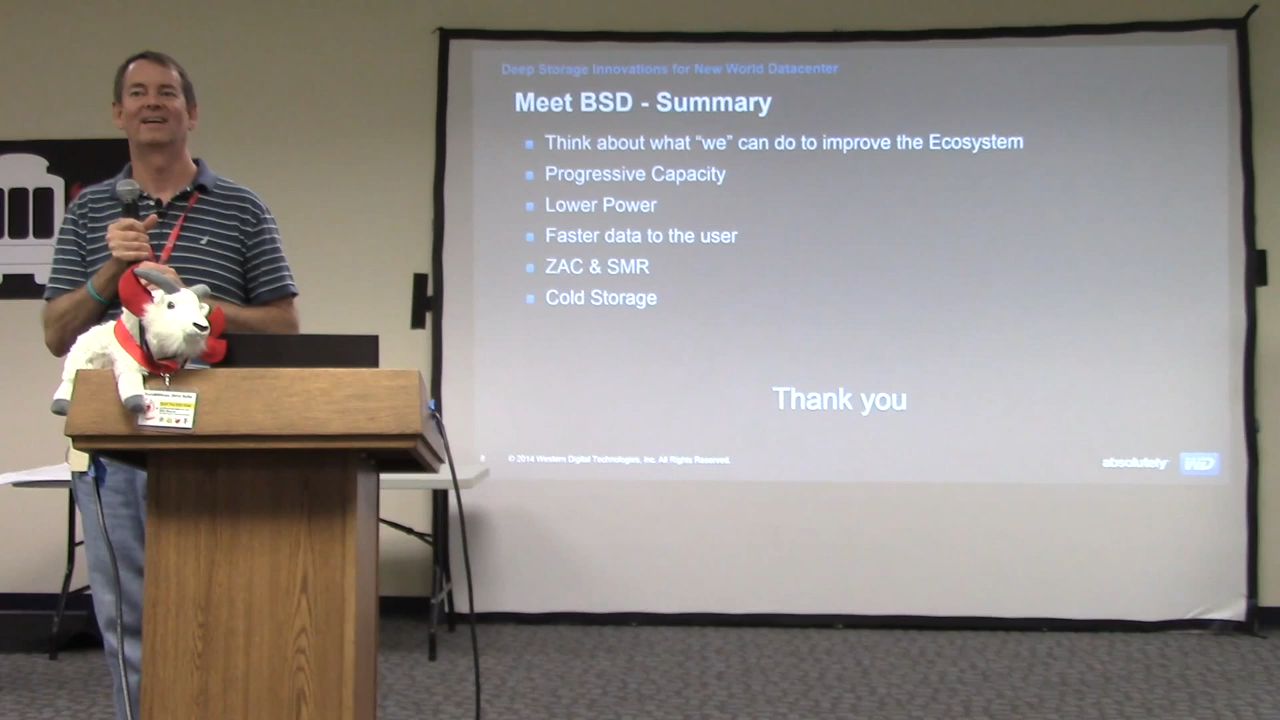 Deep Storage Innovations for New World Datacenter
Meet BSD - Summary
Think about what “we” can do to improve the Ecosystem
Progressive Capacity
Lower Power
Faster data to the user
ZAC & SMR
Cold Storage
Thank you
© 2014 Western Digital Technologies, Inc. All Rights Reserved.
absolutely WD